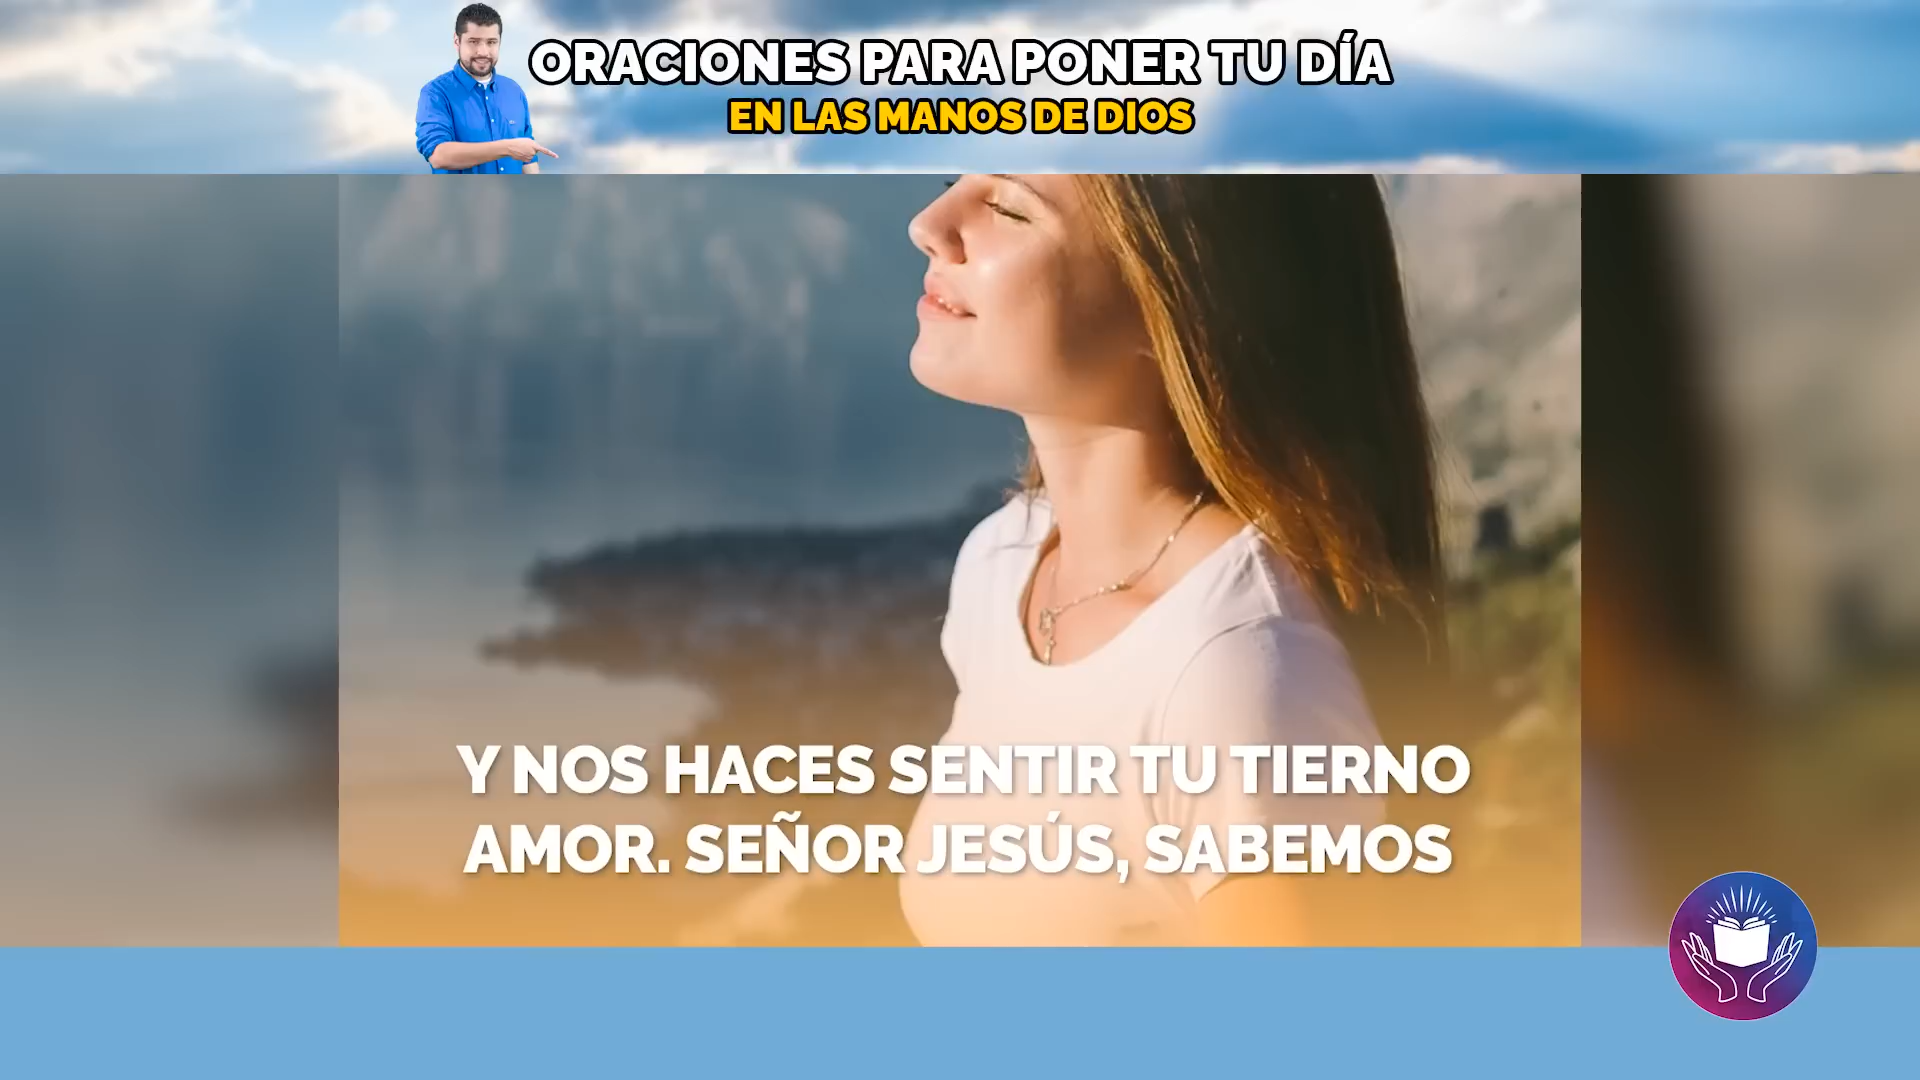 ORACIONES PARA PONER TU DÍA
EN LAS MANOS DE DIOS
Y NOS HACES SENTIR TU TIERNO
AMOR. SEÑOR JESÚS, SABEMOS